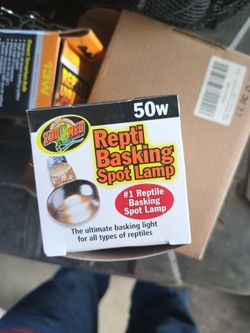 50W
ZOO MED
Repti
Basking
Spot Lamp
#1 Reptile
Basking
Spot Lamp
The ultimate basking light
for all types of reptiles
13W